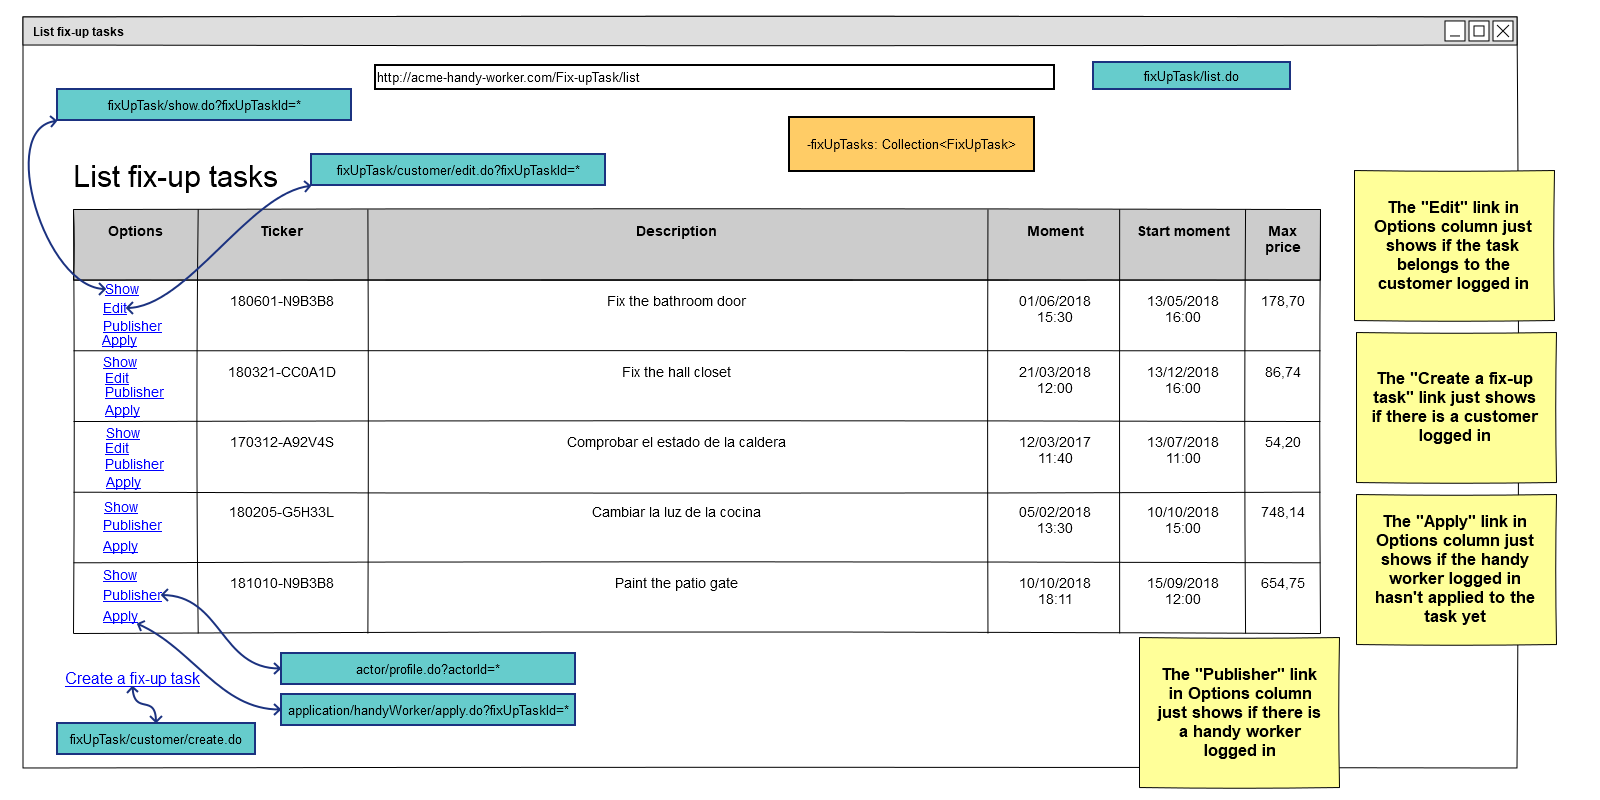 List fix-up tasks
http://acme-handy-worker.com/Fix-upTask/list
fixUpTask/list.do
fixUpTask/show.do?fixUpTaskId=*
-fixUpTasks: Collection<FixUpTask>
List fix-up tasks
fixUpTask/customer/edit.do?fixUpTaskId=*
Options
Ticker
Description
Moment
Start moment
Max
price
Show
Edit
Publisher
Apply
180601-N9B3B8
Fix the bathroom door
01/06/2018
15:30
13/05/2018
16:00
178,70
Show
Edit
Publisher
Apply
180321-CC0A1D
Fix the hall closet
21/03/2018
12:00
13/12/2018
16:00
86,74
Show
Edit
Publisher
Apply
170312-A92V4S
Comprobar el estado de la caldera
12/03/2017
11:40
13/07/2018
11:00
54,20
Show
Publisher
Apply
180205-G5H33L
Cambiar la luz de la cocina
05/02/2018
13:30
10/10/2018
15:00
748,14
Show
Publisher
Apply
181010-N9B3B8
Paint the patio gate
10/10/2018
18:11
15/09/2018
12:00
654,75
The "Edit" link in
Options column just
shows if the task
belongs to the
customer logged in
The "Create a fix-up
task" link just shows
if there is a customer
logged in
The "Apply" link in
Options column just
shows if the handy
worker logged in
hasn't applied to the
task yet
The "Publisher" link
in Options column
just shows if there is
a handy worker
logged in
actor/profile.do?actorId=*
Create a fix-up task
application/handyWorker/apply.do?fixUpTaskId=*
fixUpTask/customer/create.do